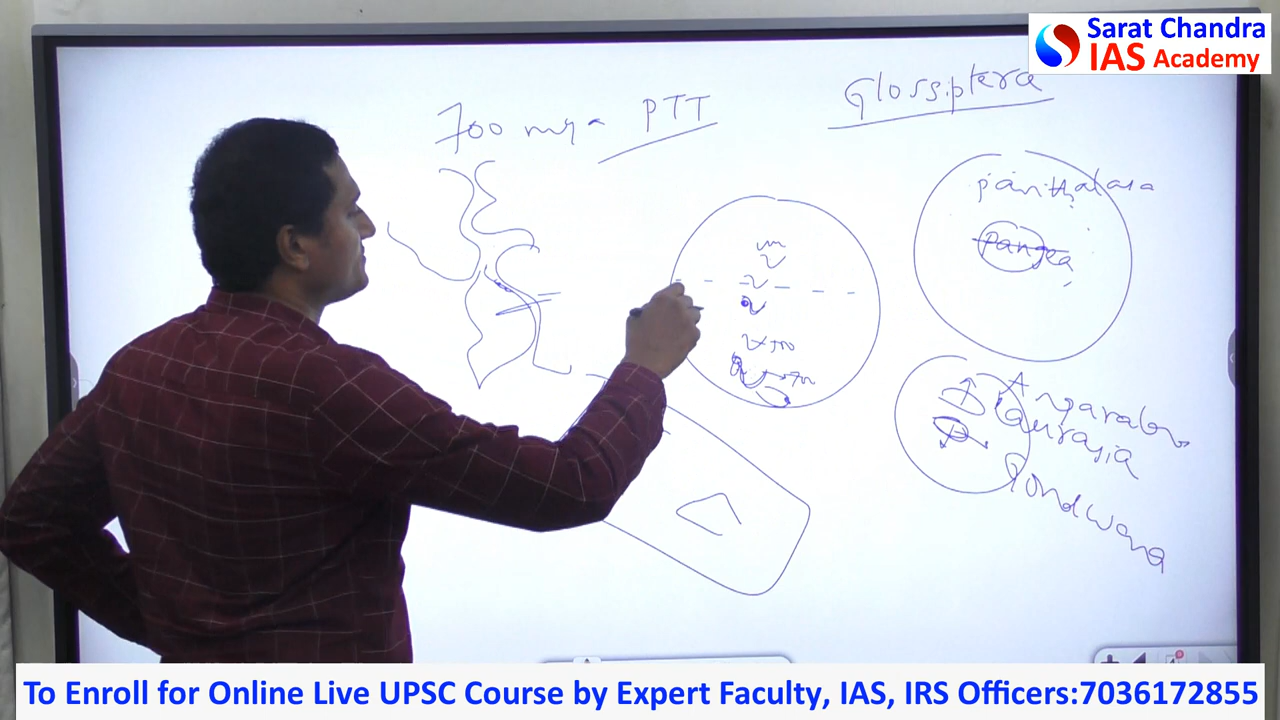 Sarat Chandra
IAS Academy
Glossiptera
700 mya PTT
panthalasa
Pangea
Angaraland
Laurasia
Gondwana
To Enroll for Online Live UPSC Course by Expert Faculty, IAS, IRS Officers:7036172855